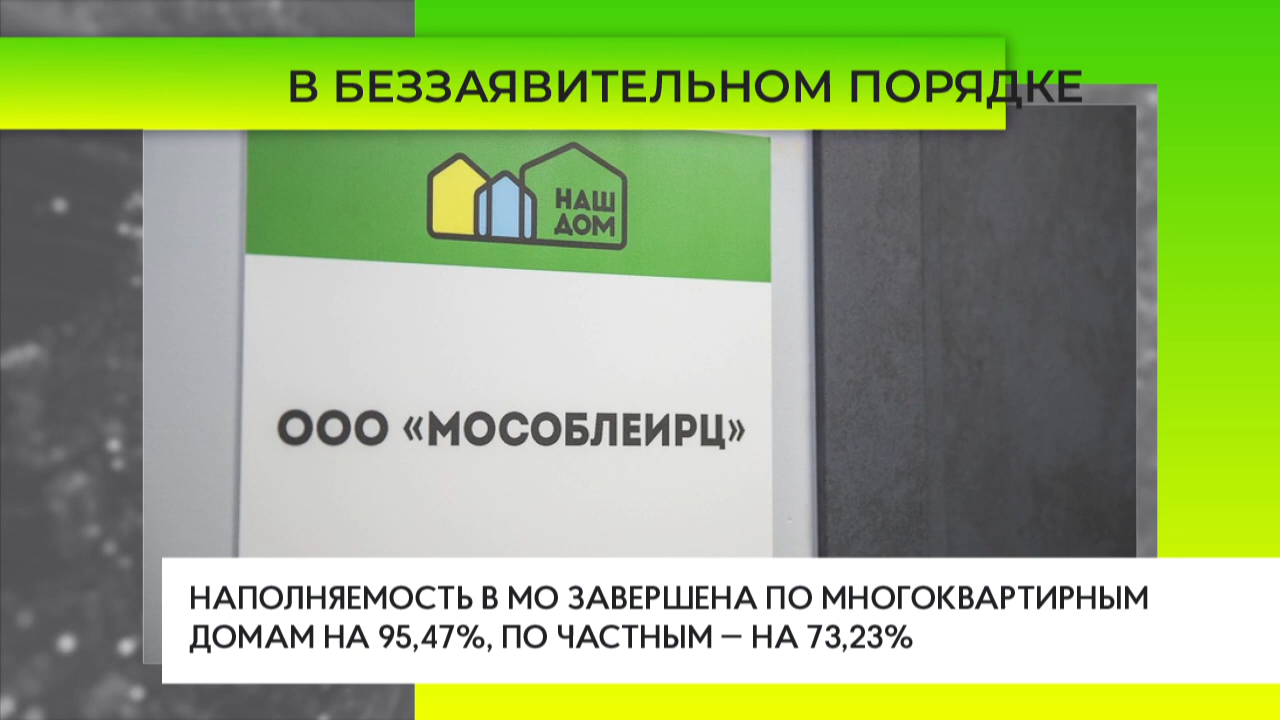 В БЕЗЗАЯВИТЕЛЬНОМ ПОРЯДКЕ
НАШ
ДОМ
ООО «МОСОБЛЕИРЦ»
НАПОЛНЯЕМОСТЬ В МО ЗАВЕРШЕНА ПО МНОГОКВАРТИРНЫМ
ДОМАМ НА 95,47%, ПО ЧАСТНЫМ — НА 73,23%